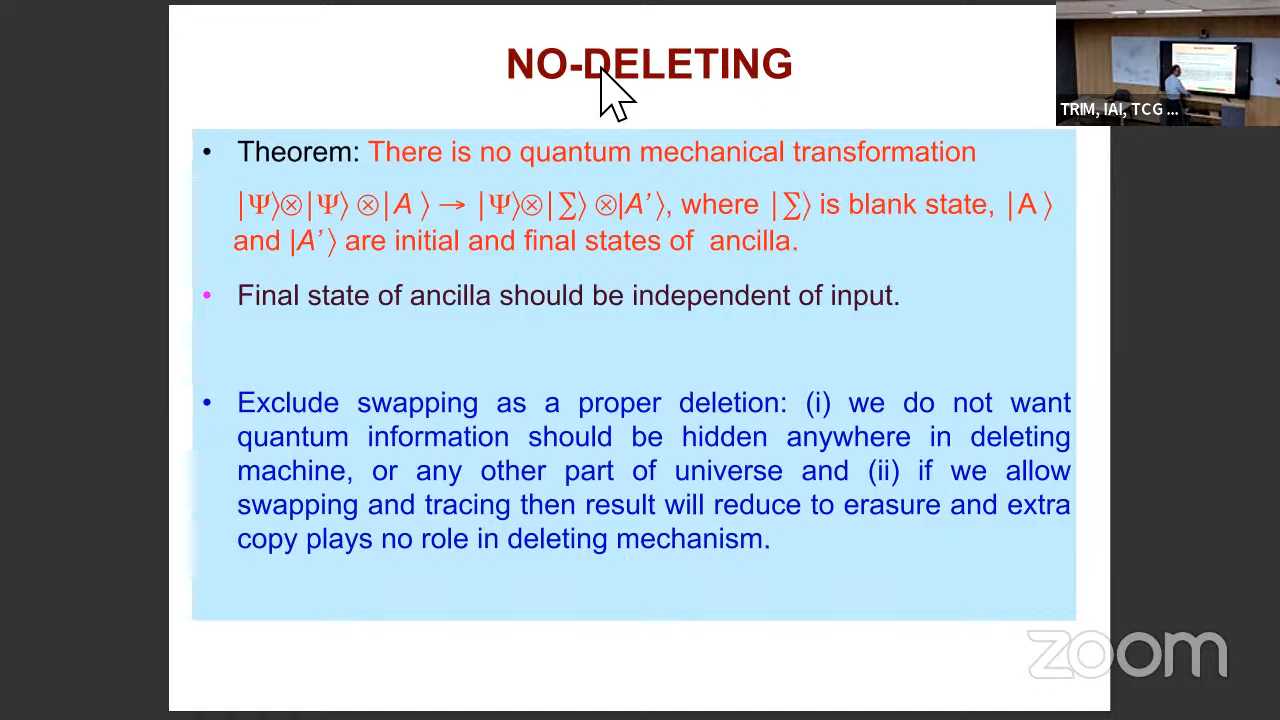 NO-DELETING
TRIM, IAI, TCG ...
• Theorem: There is no quantum mechanical transformation
|Ψ⟩⊗|Ψ⟩ ⊗|A ⟩ → |Ψ⟩⊗|∑⟩ ⊗|A’⟩, where |∑⟩ is blank state, |A ⟩
and |A’ ⟩ are initial and final states of ancilla.
• Final state of ancilla should be independent of input.
• Exclude swapping as a proper deletion: (i) we do not want
quantum information should be hidden anywhere in deleting
machine, or any other part of universe and (ii) if we allow
swapping and tracing then result will reduce to erasure and extra
copy plays no role in deleting mechanism.
zoom